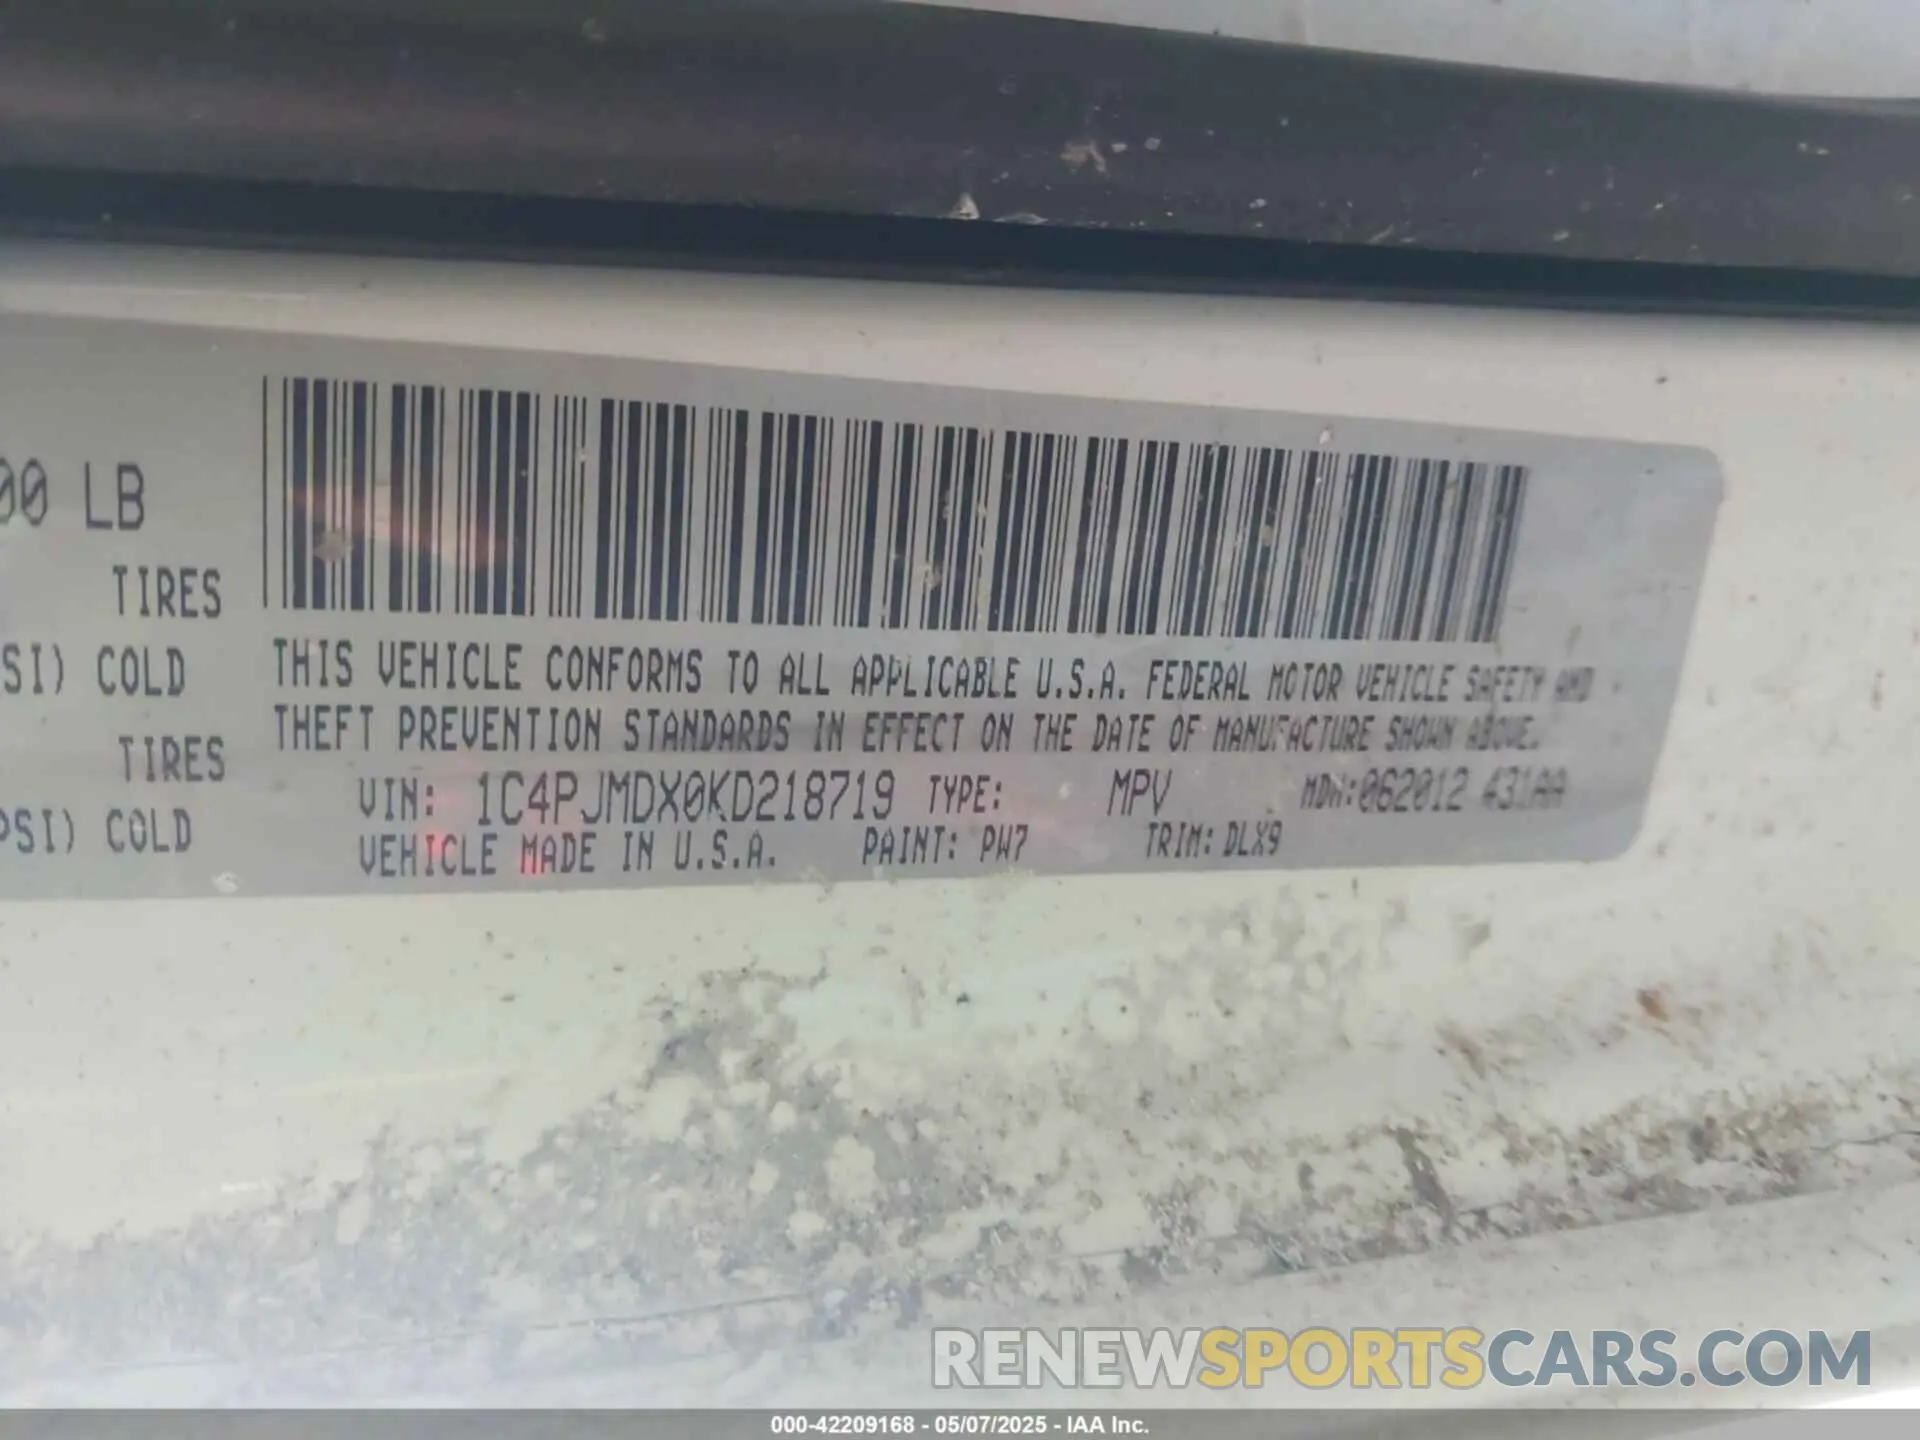 00 LB
TIRES
SI) COLD
TIRES
PSI) COLD
THIS VEHICLE CONFORMS TO ALL APPLICABLE U.S.A. FEDERAL MOTOR VEHICLE SAFETY AND
THEFT PREVENTION STANDARDS IN EFFECT ON THE DATE OF MANUFACTURE SHOWN ABOVE.
VIN: 1C4PJMDX0KD218719 TYPE: MPV MDH:062012 431AA
VEHICLE MADE IN U.S.A. PAINT: PW7 TRIM: DLX9
RENEWSPORTSCARS.COM
000-42209168 - 05/07/2025 - IAA Inc.